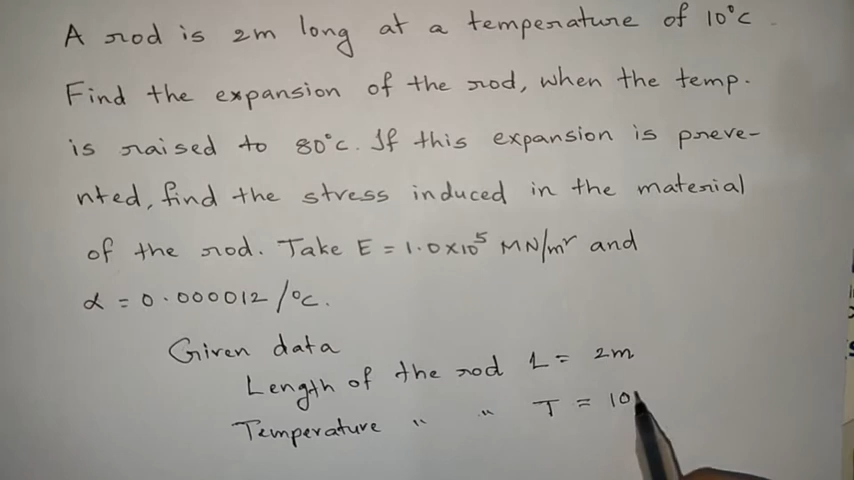 A rod is 2m long at a temperature of 10°C.
Find the expansion of the rod, when the temp.
is raised to 80°C. If this expansion is preve-
nted, find the stress induced in the material
of the rod. Take E = 1.0×10⁵ MN/m² and
α = 0.000012 /°C.
Given data
Length of the rod L = 2m
Temperature " " T = 10